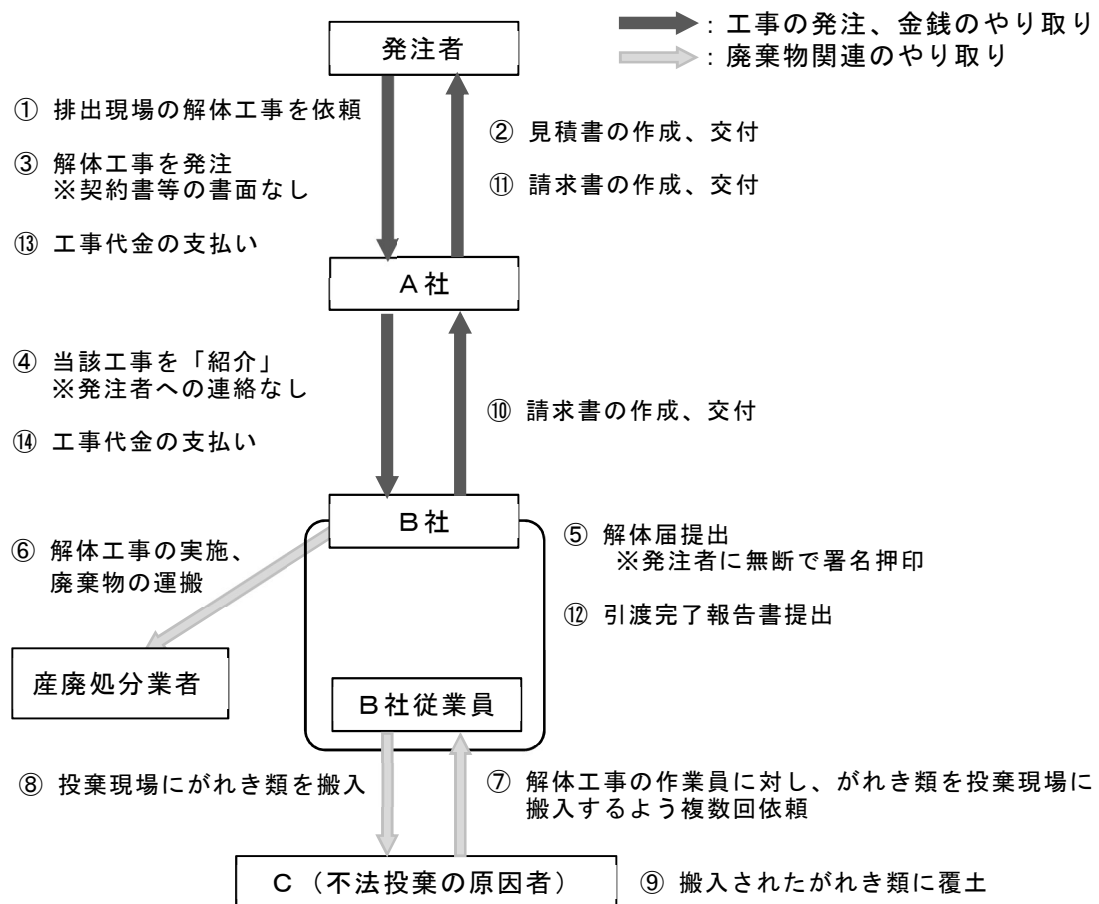 ：工事の発注、金銭のやり取り
：廃棄物関連のやり取り
発注者
① 排出現場の解体工事を依頼
② 見積書の作成、交付
③ 解体工事を発注
※契約書等の書面なし
⑪ 請求書の作成、交付
⑬ 工事代金の支払い
Ａ社
④ 当該工事を「紹介」
※発注者への連絡なし
⑩ 請求書の作成、交付
⑭ 工事代金の支払い
Ｂ社
⑤ 解体届提出
※発注者に無断で署名押印
⑥ 解体工事の実施、
廃棄物の運搬
⑫ 引渡完了報告書提出
産廃処分業者
Ｂ社従業員
⑧ 投棄現場にがれき類を搬入
⑦ 解体工事の作業員に対し、がれき類を投棄現場に
搬入するよう複数回依頼
Ｃ（不法投棄の原因者）
⑨ 搬入されたがれき類に覆土